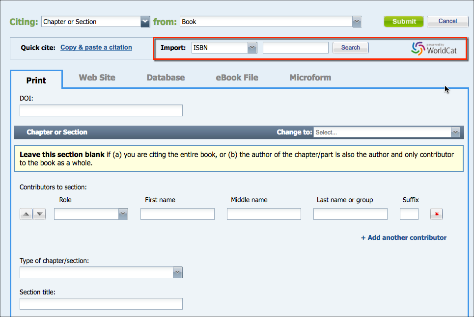 Citing: Chapter or Section from: Book Submit Cancel
Quick cite: Copy & paste a citation Import: ISBN Search WorldCat
Print Web Site Database eBook File Microform
DOI:
Chapter or Section Change to: Select...
Leave this section blank if (a) you are citing the entire book, or (b) the author of the chapter/part is also the author and only contributor
to the book as a whole.
Contributors to section:
Role First name Middle name Last name or group Suffix
+ Add another contributor
Type of chapter/section:
Section title: